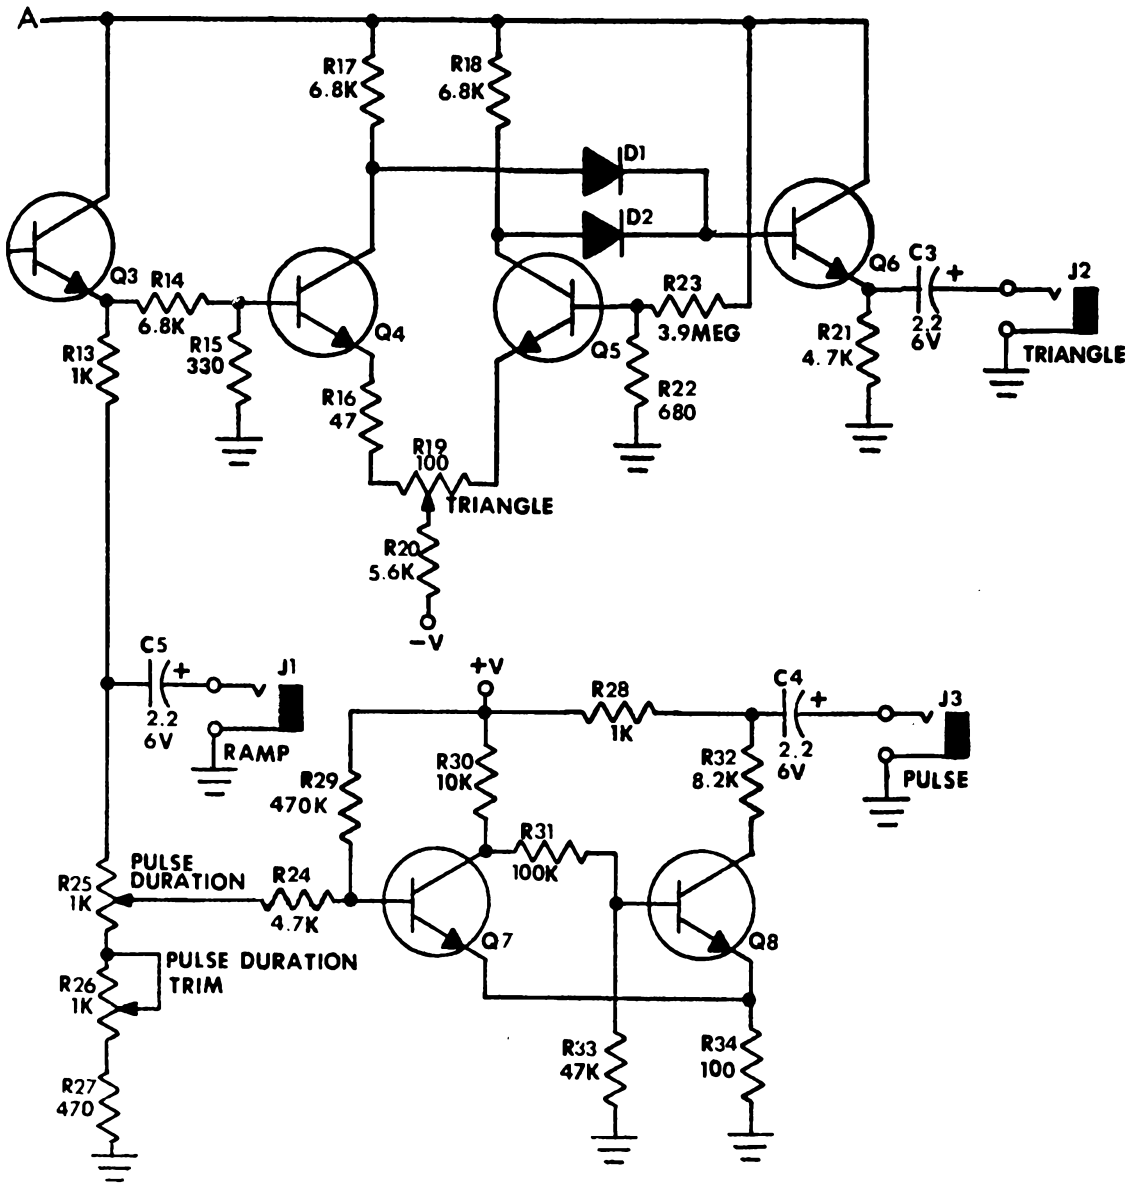 A
R17
6.8K
R18
6.8K
D1
D2
Q3
R14
6.8K
R13
1K
R15
330
Q4
R16
47
Q5
R23
3.9MEG
R22
680
Q6
C3
+
2.2
6V
R21
4.7K
J2
TRIANGLE
R19
100
TRIANGLE
R20
5.6K
-V
C5
+
2.2
6V
J1
RAMP
+V
R28
1K
C4
+
2.2
6V
J3
PULSE
R29
470K
R30
10K
R32
8.2K
R31
100K
PULSE
DURATION
R25
1K
R24
4.7K
Q7
Q8
PULSE DURATION
TRIM
R26
1K
R33
47K
R34
100
R27
470